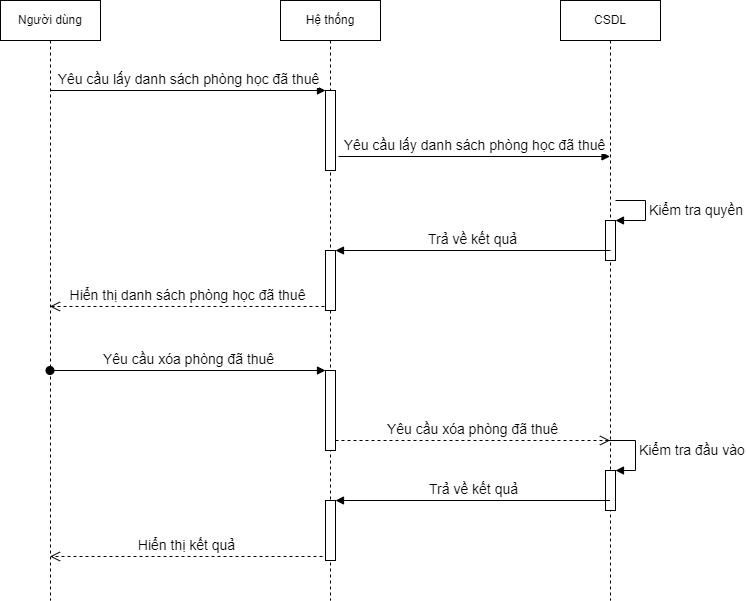 Người dùng
Hệ thống
CSDL
Yêu cầu lấy danh sách phòng học đã thuê
Yêu cầu lấy danh sách phòng học đã thuê
Kiểm tra quyền
Trả về kết quả
Hiển thị danh sách phòng học đã thuê
Yêu cầu xóa phòng đã thuê
Yêu cầu xóa phòng đã thuê
Kiểm tra đầu vào
Trả về kết quả
Hiển thị kết quả